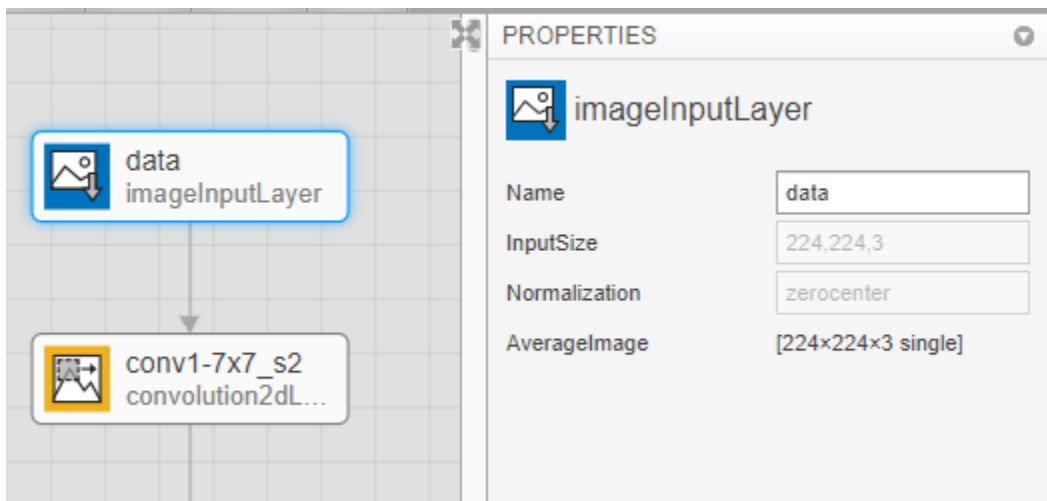 data
imageInputLayer
conv1-7x7_s2
convolution2dL...
PROPERTIES
imageInputLayer
Name data
InputSize 224,224,3
Normalization zerocenter
AverageImage [224×224×3 single]